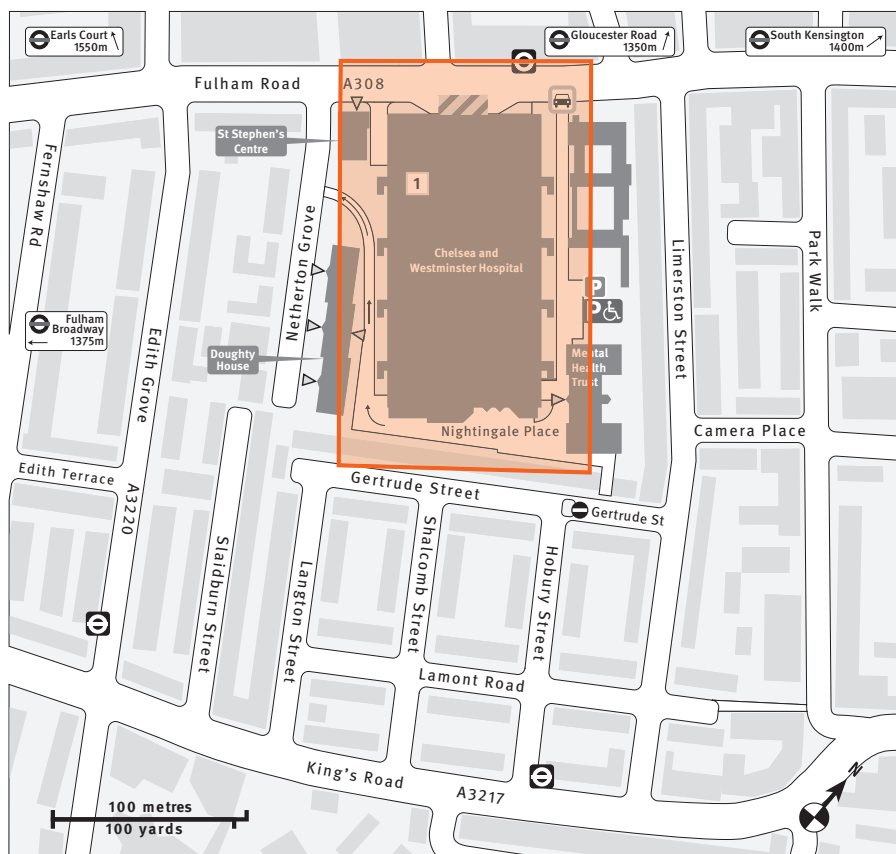 Earls Court
1550m
Gloucester Road
1350m
South Kensington
1400m
Fulham Road
A308
St Stephen's
Centre
1
Fernshaw Rd
Netherton Grove
Chelsea and
Westminster Hospital
Limerston Street
Park Walk
P
P
Fulham
Broadway
1375m
Edith Grove
Doughty
House
Mental
Health
Trust
Nightingale Place
Camera Place
Edith Terrace
A3220
Gertrude Street
Gertrude St
Slaidburn Street
Langton Street
Shalcomb Street
Hobury Street
Lamont Road
King's Road
A3217
N
100 metres
100 yards